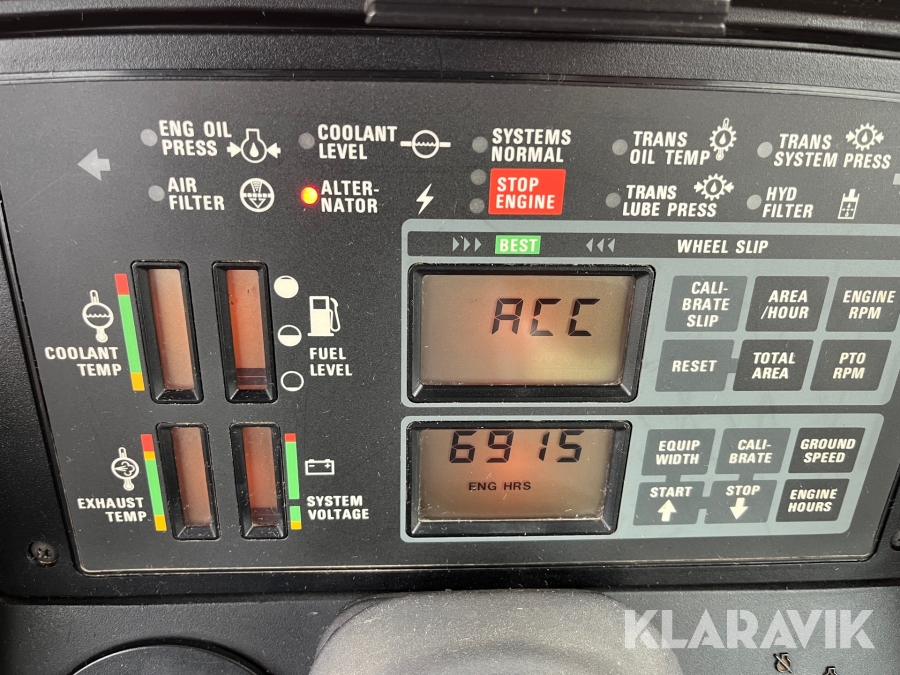 ENG OIL
PRESS
COOLANT
LEVEL
SYSTEMS
NORMAL
TRANS
OIL TEMP
TRANS
SYSTEM PRESS
AIR
FILTER
ALTER-
NATOR
STOP
ENGINE
TRANS
LUBE PRESS
HYD
FILTER
BEST
WHEEL SLIP
COOLANT
TEMP
FUEL
LEVEL
ACC
CALI-
BRATE
SLIP
AREA
/HOUR
ENGINE
RPM
RESET
TOTAL
AREA
PTO
RPM
EXHAUST
TEMP
SYSTEM
VOLTAGE
6915
ENG HRS
EQUIP
WIDTH
CALI-
BRATE
GROUND
SPEED
START
STOP
ENGINE
HOURS
KLARAVIK